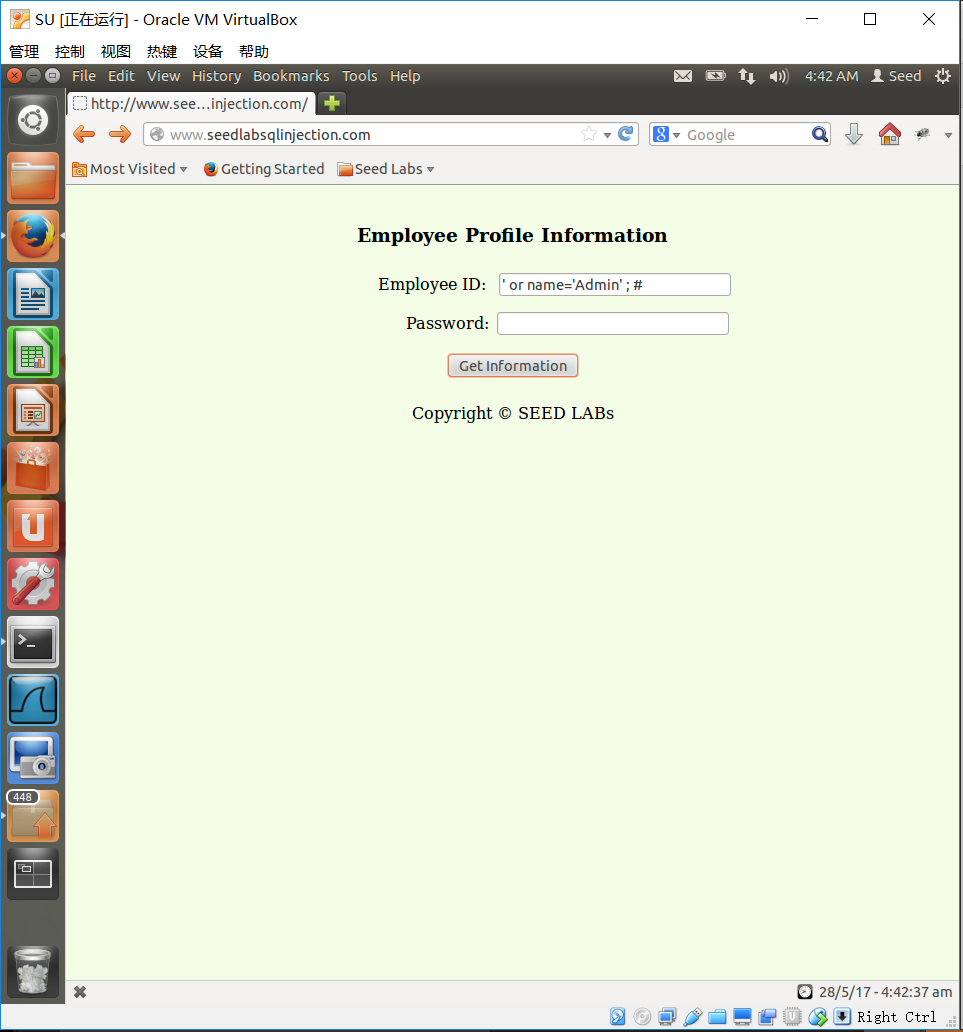 SU [正在运行] - Oracle VM VirtualBox
管理 控制 视图 热键 设备 帮助
File Edit View History Bookmarks Tools Help 4:42 AM Seed
http://www.see...injection.com/
www.seedlabsqlinjection.com Google
Most Visited Getting Started Seed Labs
Employee Profile Information
Employee ID: ' or name='Admin' ; #
Password:
Get Information
Copyright © SEED LABs
448
28/5/17 - 4:42:37 am
Right Ctrl